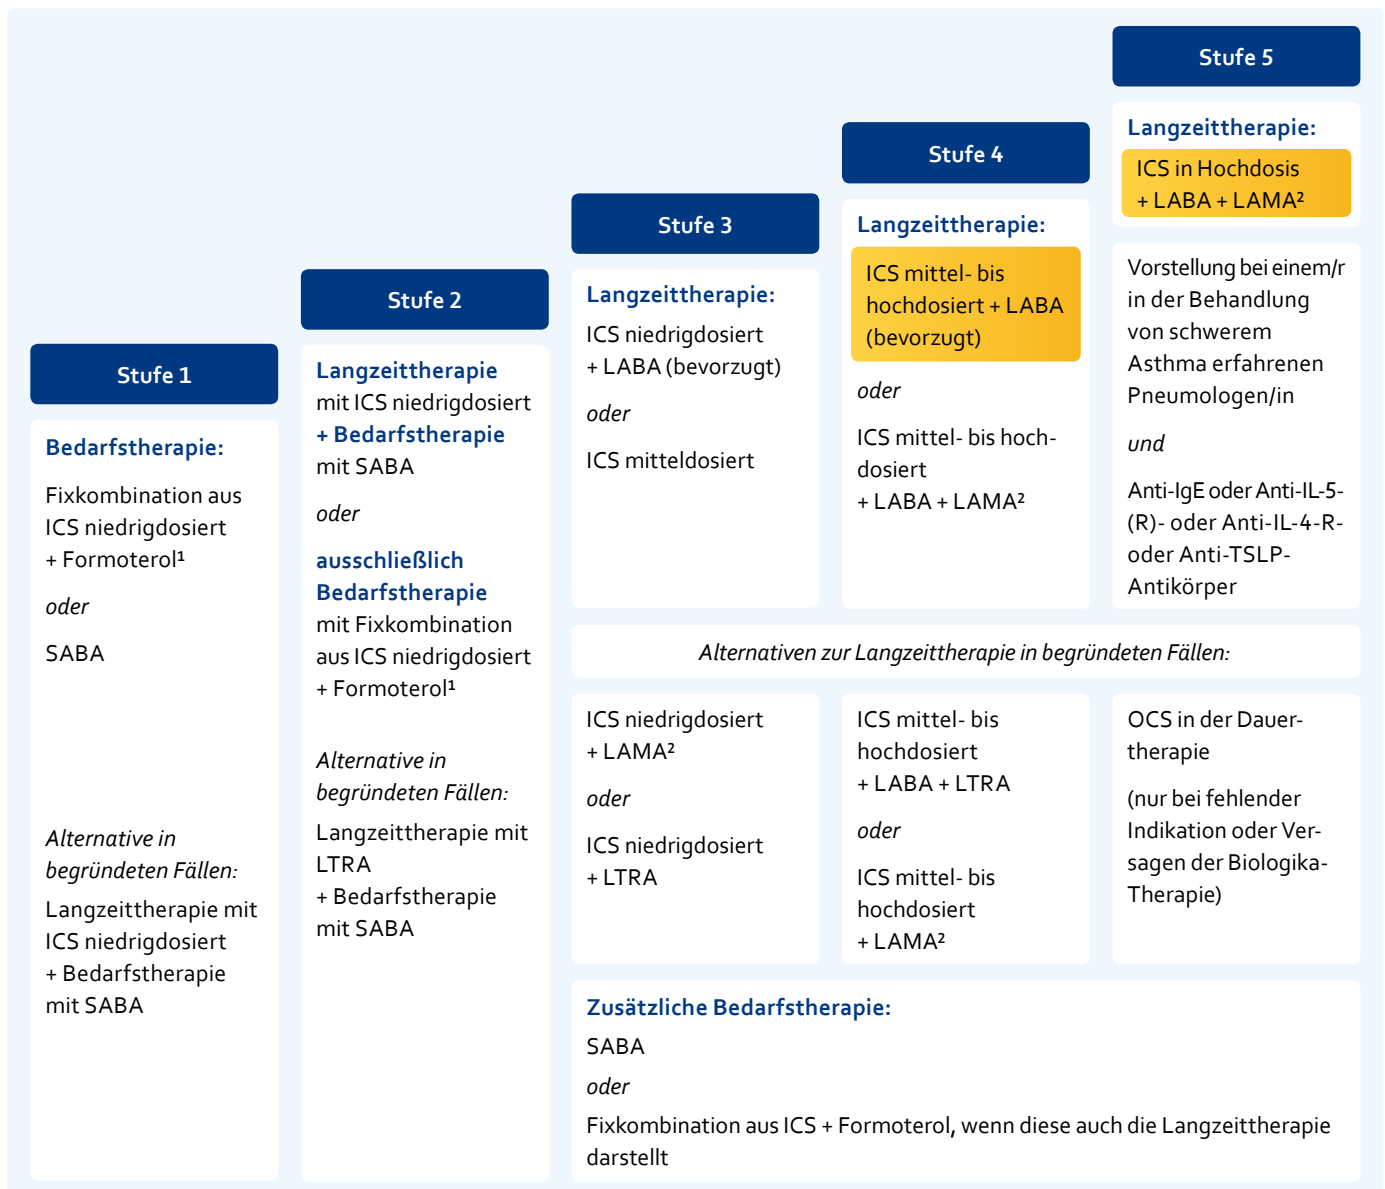 Stufe 1
Bedarfstherapie:
Fixkombination aus
ICS niedrigdosiert
+ Formoterol¹
oder
SABA
Alternative in
begründeten Fällen:
Langzeittherapie mit
ICS niedrigdosiert
+ Bedarfstherapie
mit SABA
Stufe 2
Langzeittherapie
mit ICS niedrigdosiert
+ Bedarfstherapie
mit SABA
oder
ausschließlich
Bedarfstherapie
mit Fixkombination
aus ICS niedrigdosiert
+ Formoterol¹
Alternative in
begründeten Fällen:
Langzeittherapie mit
LTRA
+ Bedarfstherapie
mit SABA
Stufe 3
Langzeittherapie:
ICS niedrigdosiert
+ LABA (bevorzugt)
oder
ICS mitteldosiert
Stufe 4
Langzeittherapie:
ICS mittel- bis
hochdosiert + LABA
(bevorzugt)
oder
ICS mittel- bis hoch-
dosiert
+ LABA + LAMA²
Stufe 5
Langzeittherapie:
ICS in Hochdosis
+ LABA + LAMA²
Vorstellung bei einem/r
in der Behandlung
von schwerem
Asthma erfahrenen
Pneumologen/in
und
Anti-IgE oder Anti-IL-5-
(R)- oder Anti-IL-4-R-
oder Anti-TSLP-
Antikörper
Alternativen zur Langzeittherapie in begründeten Fällen:
ICS niedrigdosiert
+ LAMA²
oder
ICS niedrigdosiert
+ LTRA
ICS mittel- bis
hochdosiert
+ LABA + LTRA
oder
ICS mittel- bis
hochdosiert
+ LAMA²
OCS in der Dauer-
therapie
(nur bei fehlender
Indikation oder Ver-
sagen der Biologika-
Therapie)
Zusätzliche Bedarfstherapie:
SABA
oder
Fixkombination aus ICS + Formoterol, wenn diese auch die Langzeittherapie
darstellt